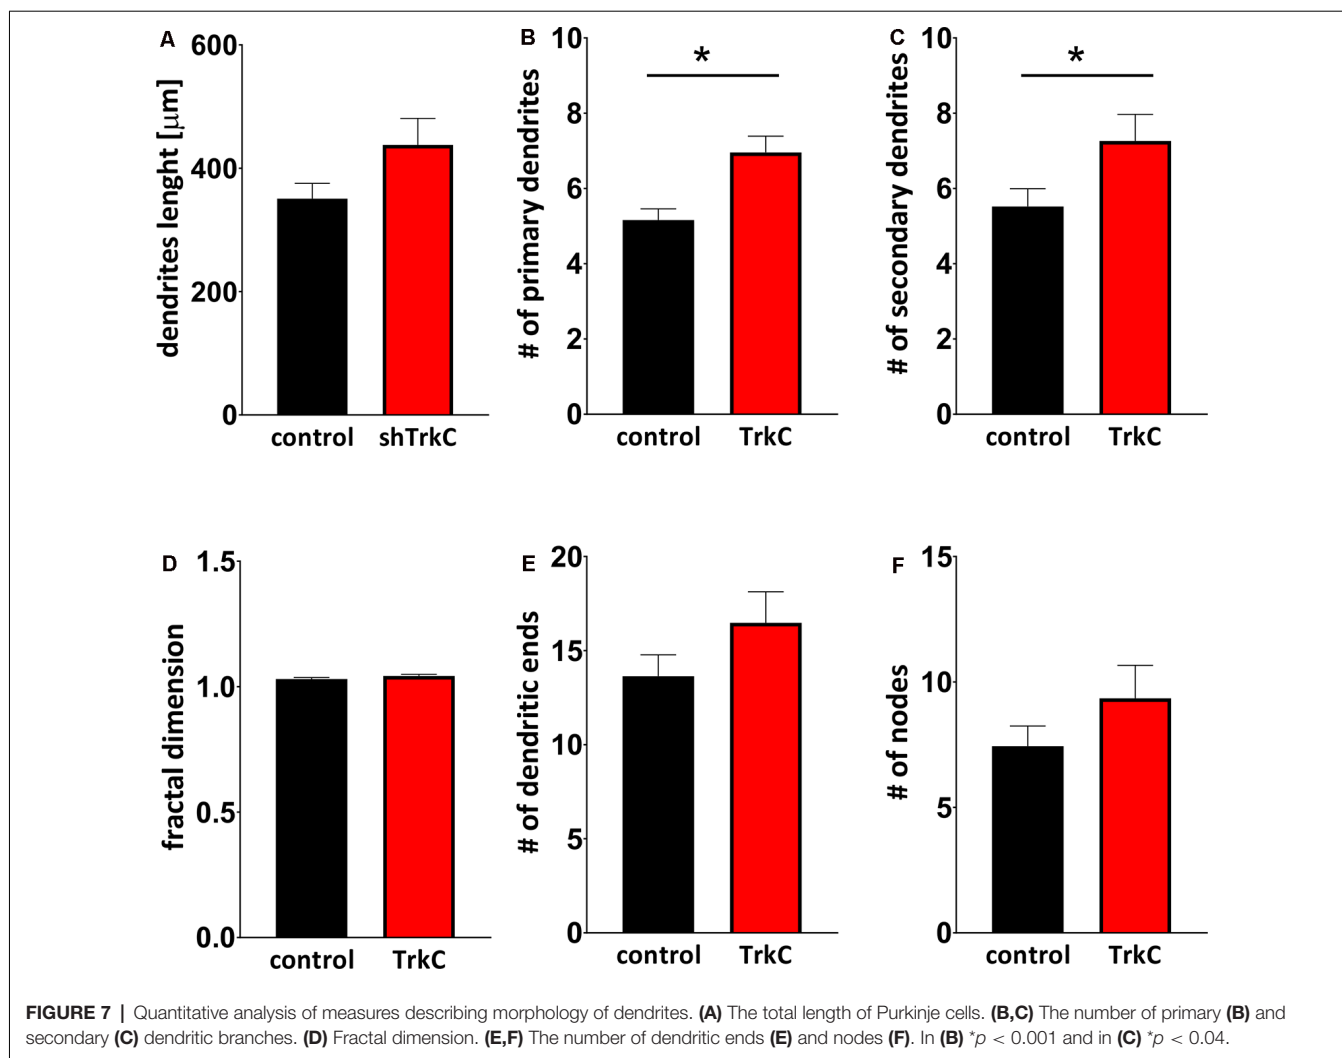 A
dendrites lenght [μm]
600
400
200
0
control shTrkC
B
# of primary dendrites
10
8
6
4
2
0
*
control TrkC
C
# of secondary dendrites
10
8
6
4
2
0
*
control TrkC
D
fractal dimension
1.5
1.0
0.5
0.0
control TrkC
E
# of dendritic ends
20
15
10
5
0
control TrkC
F
# of nodes
15
10
5
0
control TrkC
FIGURE 7 | Quantitative analysis of measures describing morphology of dendrites. (A) The total length of Purkinje cells. (B,C) The number of primary (B) and
secondary (C) dendritic branches. (D) Fractal dimension. (E,F) The number of dendritic ends (E) and nodes (F). In (B) *p < 0.001 and in (C) *p < 0.04.